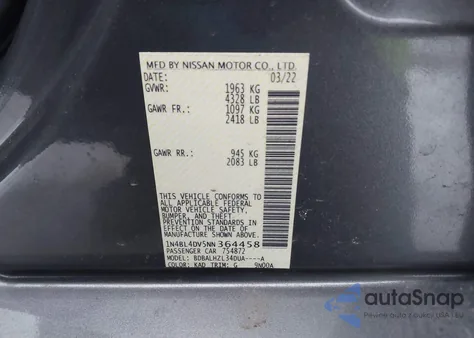 MFD BY NISSAN MOTOR CO., LTD.
DATE: 03/22
GVWR: 1963 KG
4328 LB
GAWR FR.: 1097 KG
2418 LB
GAWR RR.: 945 KG
2083 LB
THIS VEHICLE CONFORMS TO
ALL APPLICABLE FEDERAL
MOTOR VEHICLE SAFETY,
BUMPER, AND THEFT
PREVENTION STANDARDS
IN EFFECT ON THE DATE OF
MANUFACTURE SHOWN ABOVE.
1N4BL4DV5NN364458
PASSENGER CAR 754872
MODEL: BDBALHZL34DUA----A
COLOR: KAD TRIM: G 9N00A
autoSnap